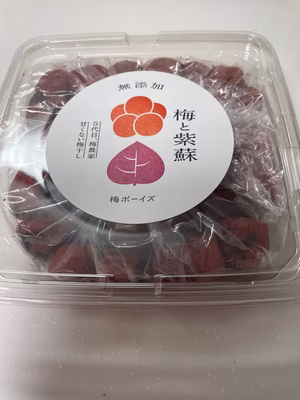 無添加
梅と紫蘇
5代目、梅農家
甘くない梅干し
梅ボーイズ